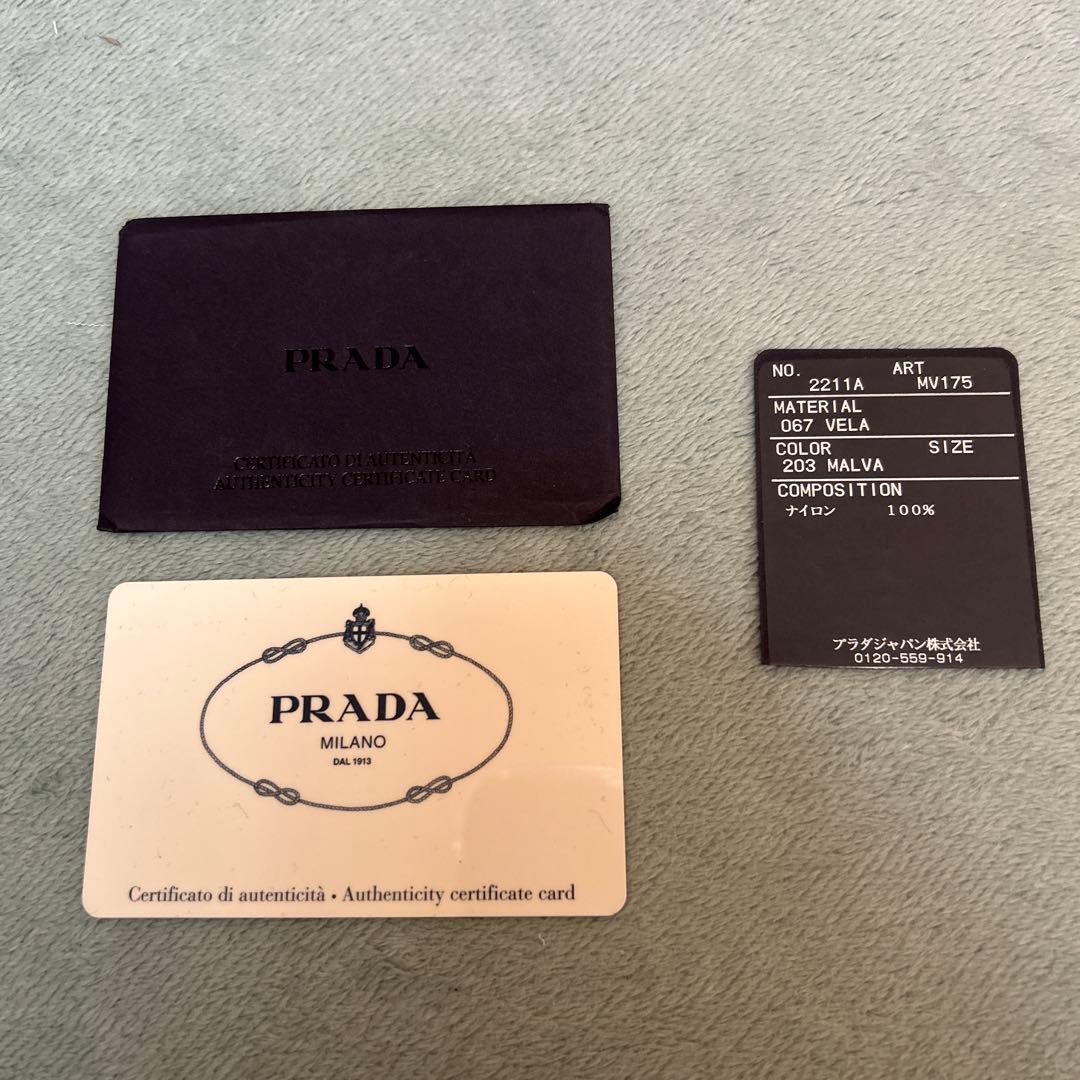 PRADA
CERTIFICATO DI AUTENTICITÀ
AUTHENTICITY CERTIFICATE CARD
PRADA
MILANO
DAL 1913
Certificato di autenticità • Authenticity certificate card
NO. ART
2211A MV175
MATERIAL
067 VELA
COLOR SIZE
203 MALVA
COMPOSITION
ナイロン 100%
プラダジャパン株式会社
0120-559-914